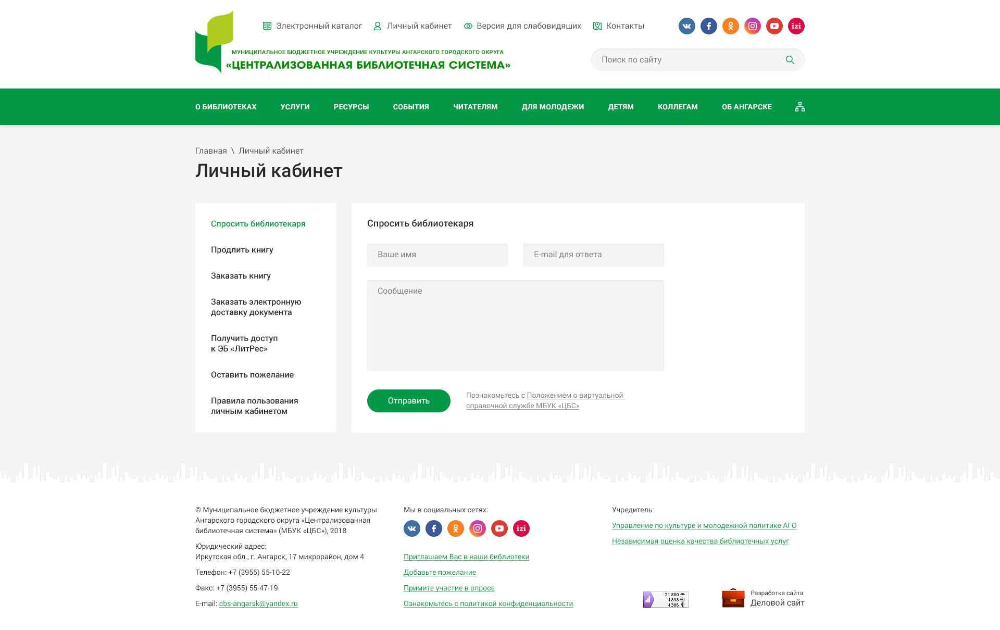 Электронный каталог
Личный кабинет
Версия для слабовидящих
Контакты
izi
МУНИЦИПАЛЬНОЕ БЮДЖЕТНОЕ УЧРЕЖДЕНИЕ КУЛЬТУРЫ АНГАРСКОГО ГОРОДСКОГО ОКРУГА
«ЦЕНТРАЛИЗОВАННАЯ БИБЛИОТЕЧНАЯ СИСТЕМА»
Поиск по сайту
О БИБЛИОТЕКАХ
УСЛУГИ
РЕСУРСЫ
СОБЫТИЯ
ЧИТАТЕЛЯМ
ДЛЯ МОЛОДЕЖИ
ДЕТЯМ
КОЛЛЕГАМ
ОБ АНГАРСКЕ
Главная \ Личный кабинет
Личный кабинет
Спросить библиотекаря
Продлить книгу
Заказать книгу
Заказать электронную
доставку документа
Получить доступ
к ЭБ «ЛитРес»
Оставить пожелание
Правила пользования
личным кабинетом
Спросить библиотекаря
Ваше имя
E-mail для ответа
Сообщение
Отправить
Познакомьтесь с Положением о виртуальной
справочной службе МБУК «ЦБС»
© Муниципальное бюджетное учреждение культуры
Ангарского городского округа «Централизованная
библиотечная система» (МБУК «ЦБС»), 2018
Юридический адрес:
Иркутская обл., г. Ангарск, 17 микрорайон, дом 4
Телефон: +7 (3955) 55-10-22
Факс: +7 (3955) 55-47-19
E-mail: cbs-angarsk@yandex.ru
Мы в социальных сетях:
izi
Приглашаем Вас в наши библиотеки
Добавьте пожелание
Примите участие в опросе
Ознакомьтесь с политикой конфиденциальности
Учредитель:
Управление по культуре и молодежной политике АГО
Независимая оценка качества библиотечных услуг
21 800
4 848
4 386
Разработка сайта:
Деловой сайт